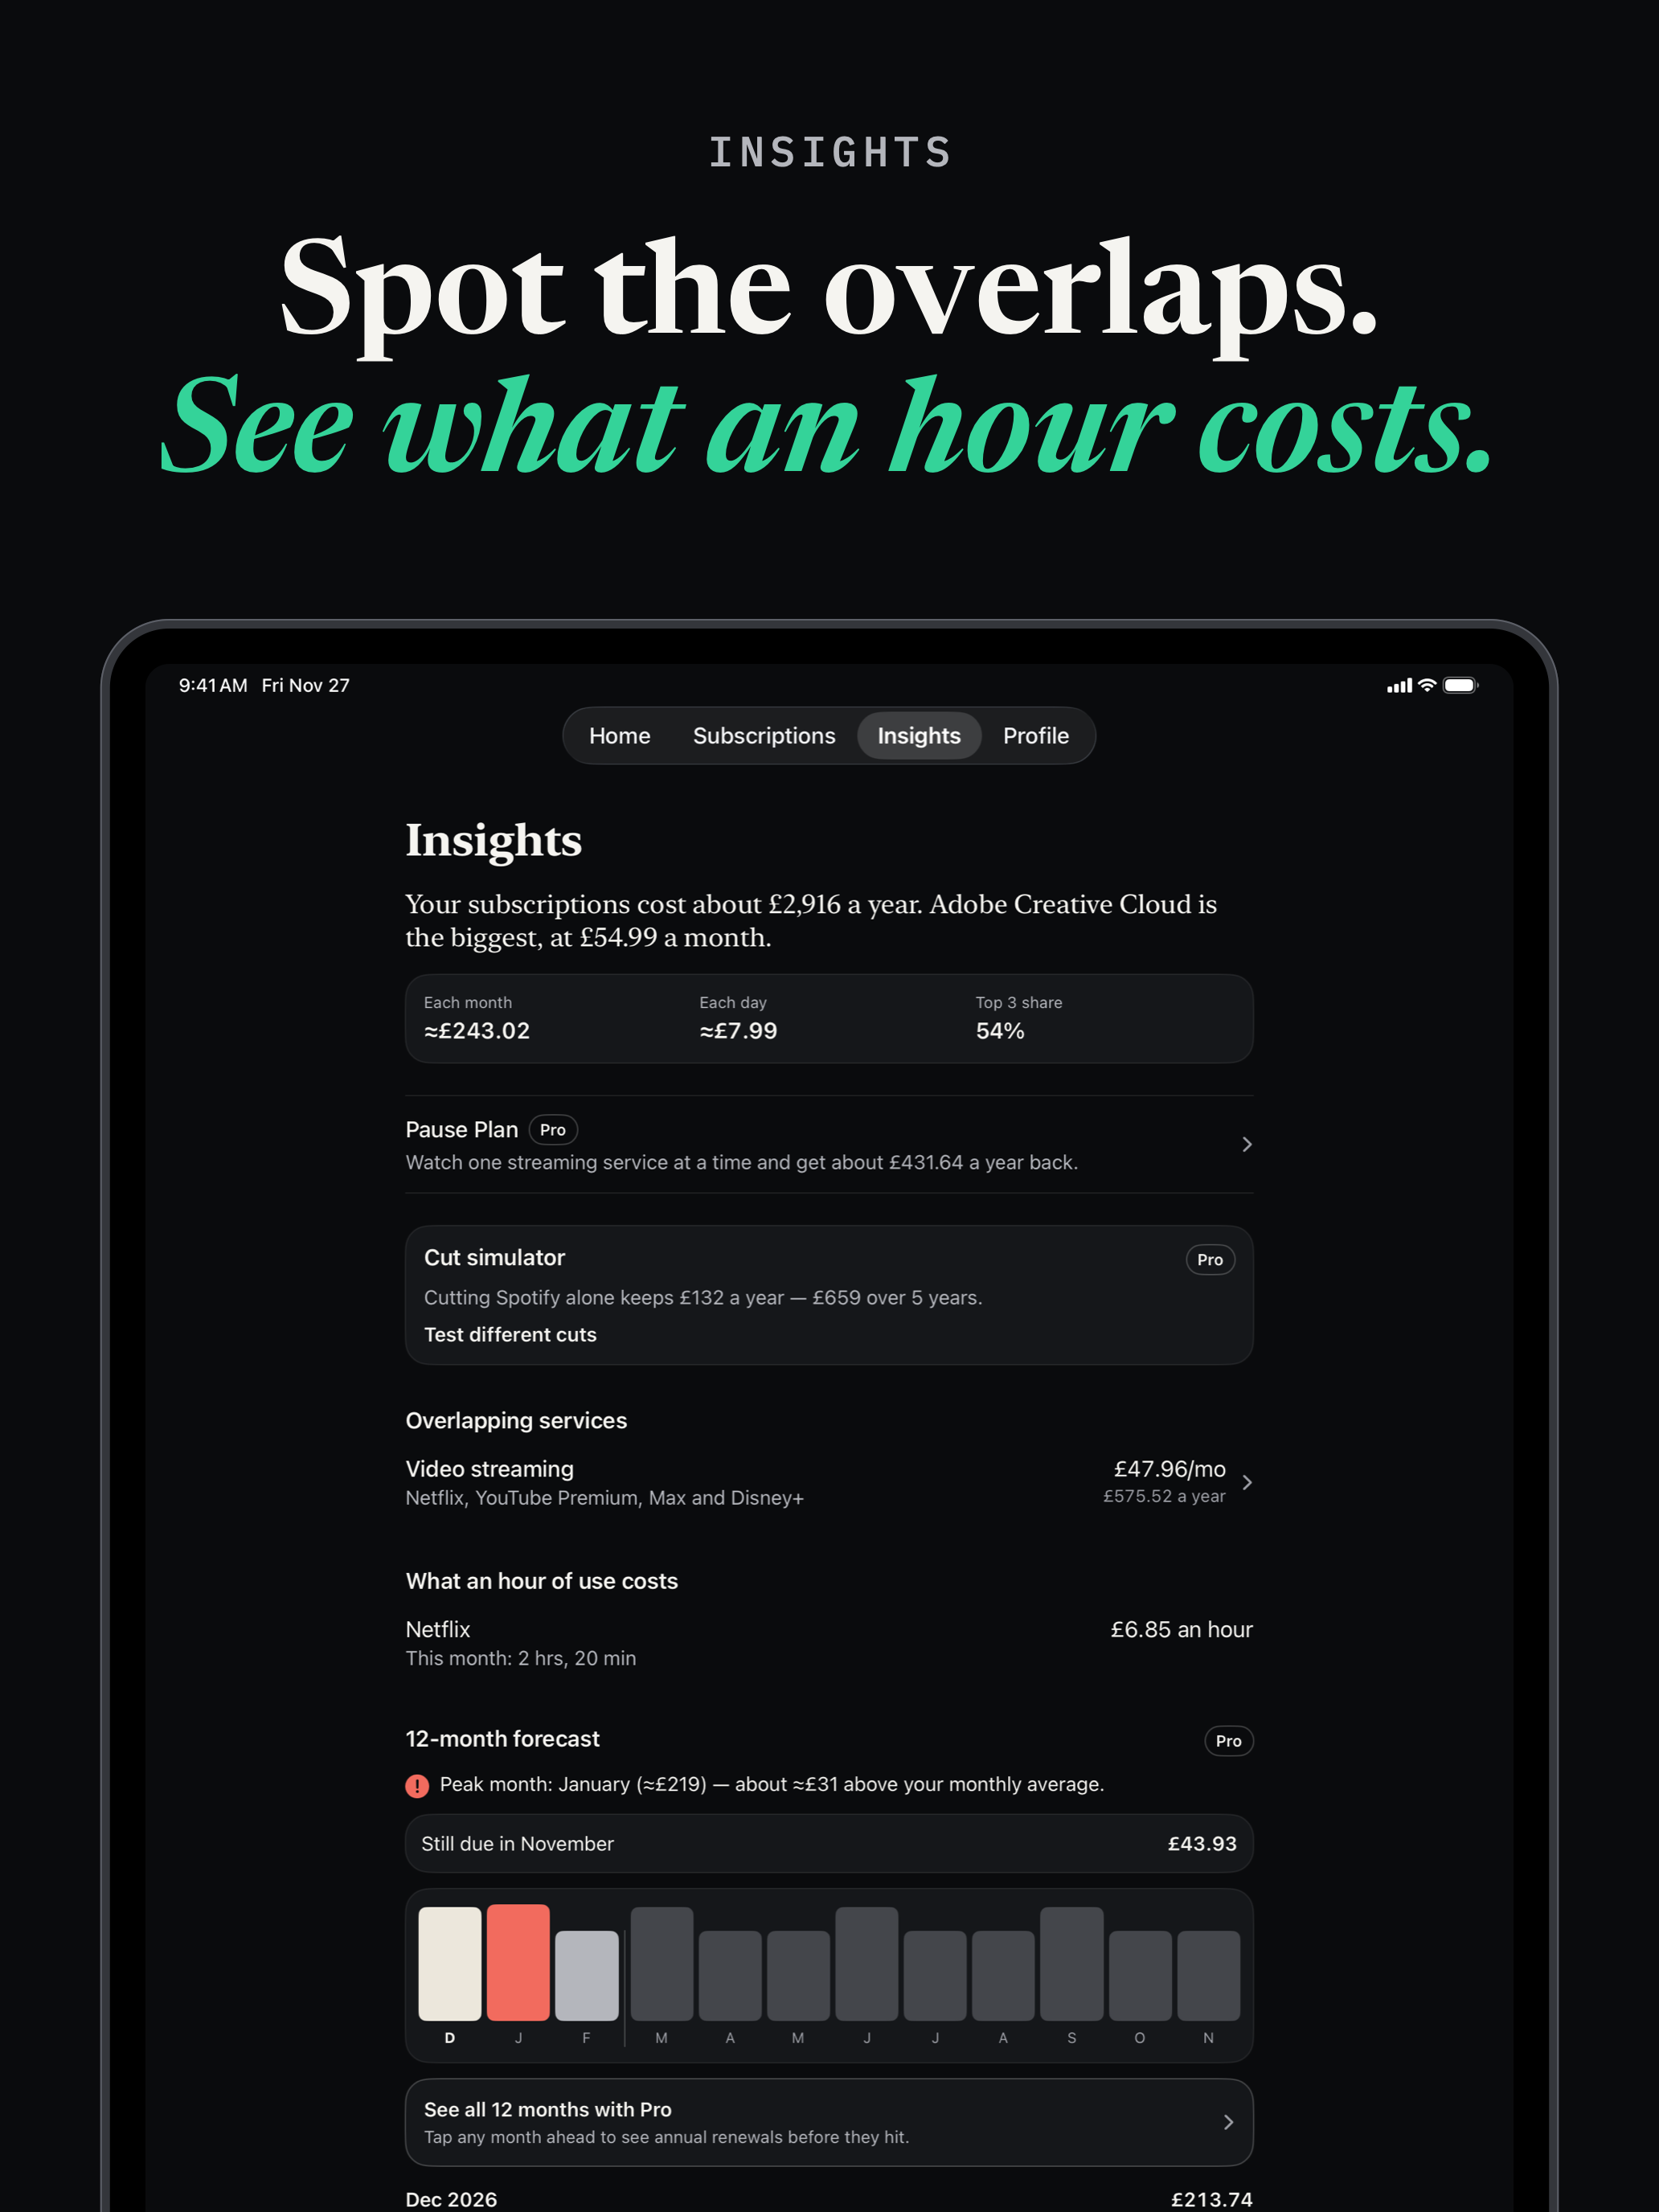 INSIGHTS
Spot the overlaps.
See what an hour costs.
9:41 AM Fri Nov 27
Home Subscriptions Insights Profile
Insights
Your subscriptions cost about £2,916 a year. Adobe Creative Cloud is
the biggest, at £54.99 a month.
Each month Each day Top 3 share
≈£243.02 ≈£7.99 54%
Pause Plan Pro
Watch one streaming service at a time and get about £431.64 a year back.
Cut simulator Pro
Cutting Spotify alone keeps £132 a year — £659 over 5 years.
Test different cuts
Overlapping services
Video streaming £47.96/mo
Netflix, YouTube Premium, Max and Disney+ £575.52 a year
What an hour of use costs
Netflix £6.85 an hour
This month: 2 hrs, 20 min
12-month forecast Pro
! Peak month: January (≈£219) — about ≈£31 above your monthly average.
Still due in November £43.93
D J F M A M J J A S O N
See all 12 months with Pro
Tap any month ahead to see annual renewals before they hit.
Dec 2026 £213.74